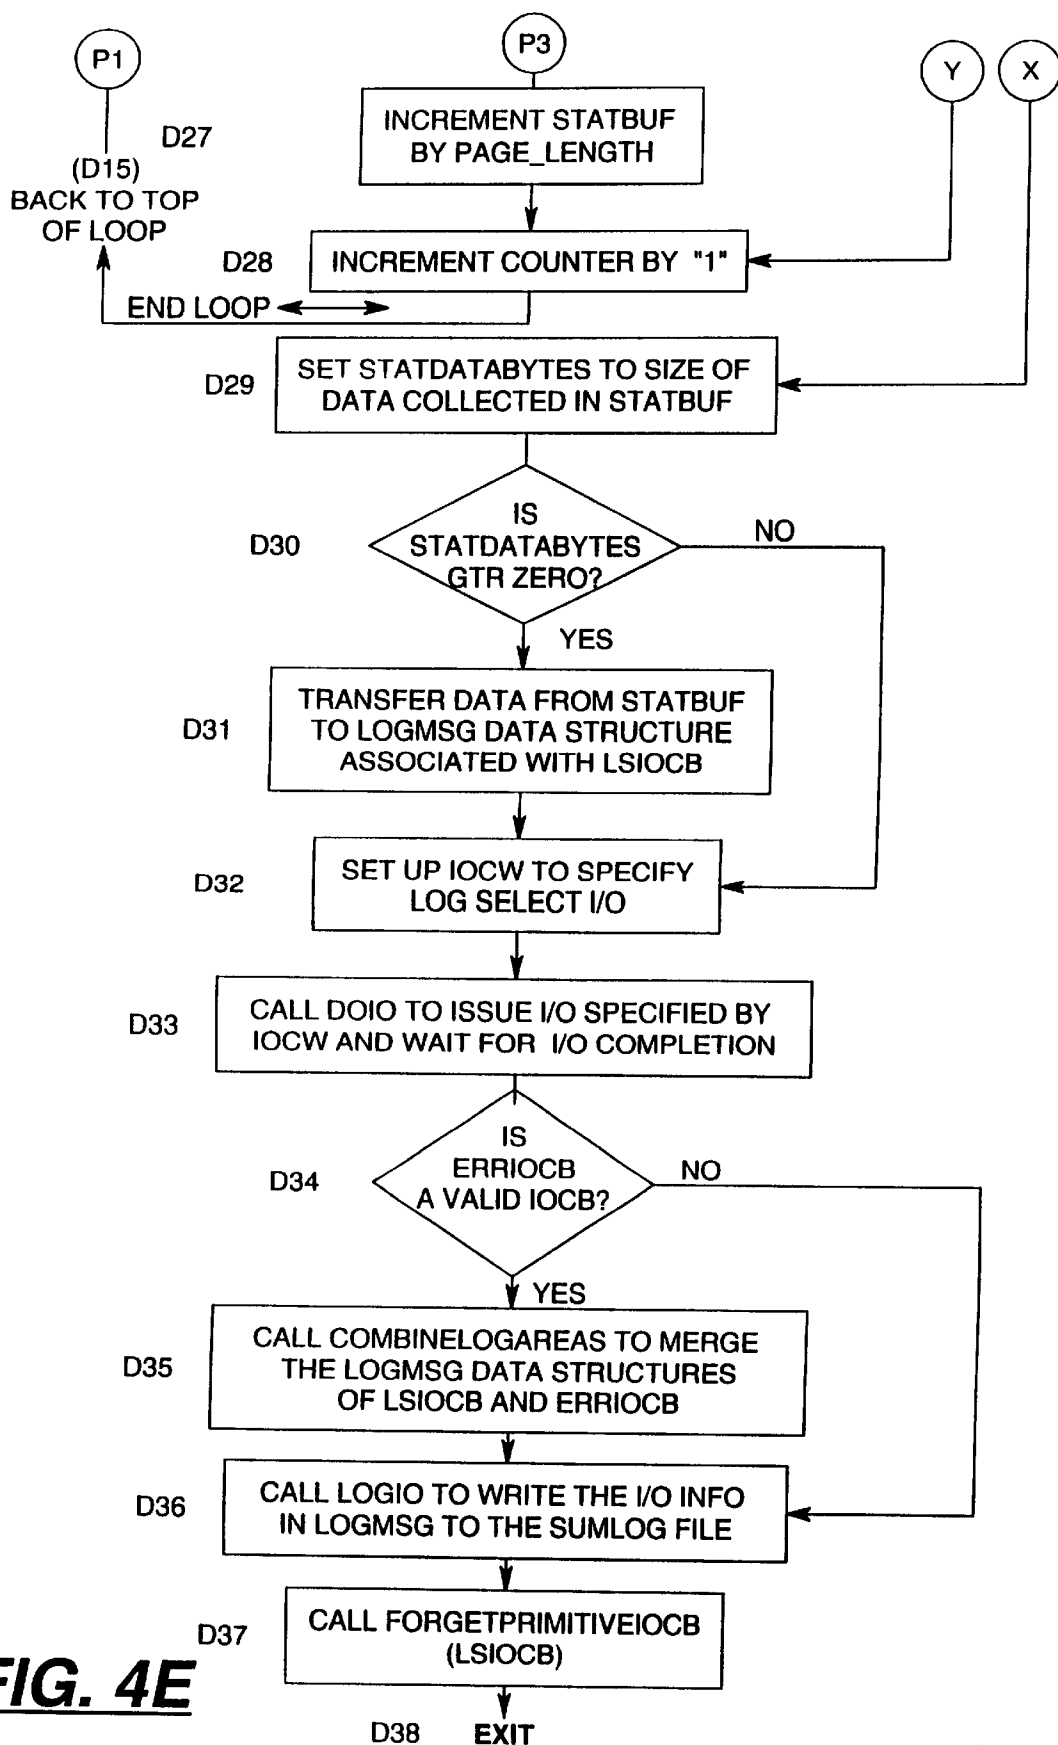 P1
P3
Y
X
D27
INCREMENT STATBUF
BY PAGE_LENGTH
(D15)
BACK TO TOP
OF LOOP
D28
INCREMENT COUNTER BY "1"
END LOOP
D29
SET STATDATABYTES TO SIZE OF
DATA COLLECTED IN STATBUF
D30
IS
STATDATABYTES
GTR ZERO?
NO
YES
D31
TRANSFER DATA FROM STATBUF
TO LOGMSG DATA STRUCTURE
ASSOCIATED WITH LSIOCB
D32
SET UP IOCW TO SPECIFY
LOG SELECT I/O
D33
CALL DOIO TO ISSUE I/O SPECIFIED BY
IOCW AND WAIT FOR I/O COMPLETION
D34
IS
ERRIOCB
A VALID IOCB?
NO
YES
D35
CALL COMBINELOGAREAS TO MERGE
THE LOGMSG DATA STRUCTURES
OF LSIOCB AND ERRIOCB
D36
CALL LOGIO TO WRITE THE I/O INFO
IN LOGMSG TO THE SUMLOG FILE
D37
CALL FORGETPRIMITIVEIOCB
(LSIOCB)
FIG. 4E
D38
EXIT